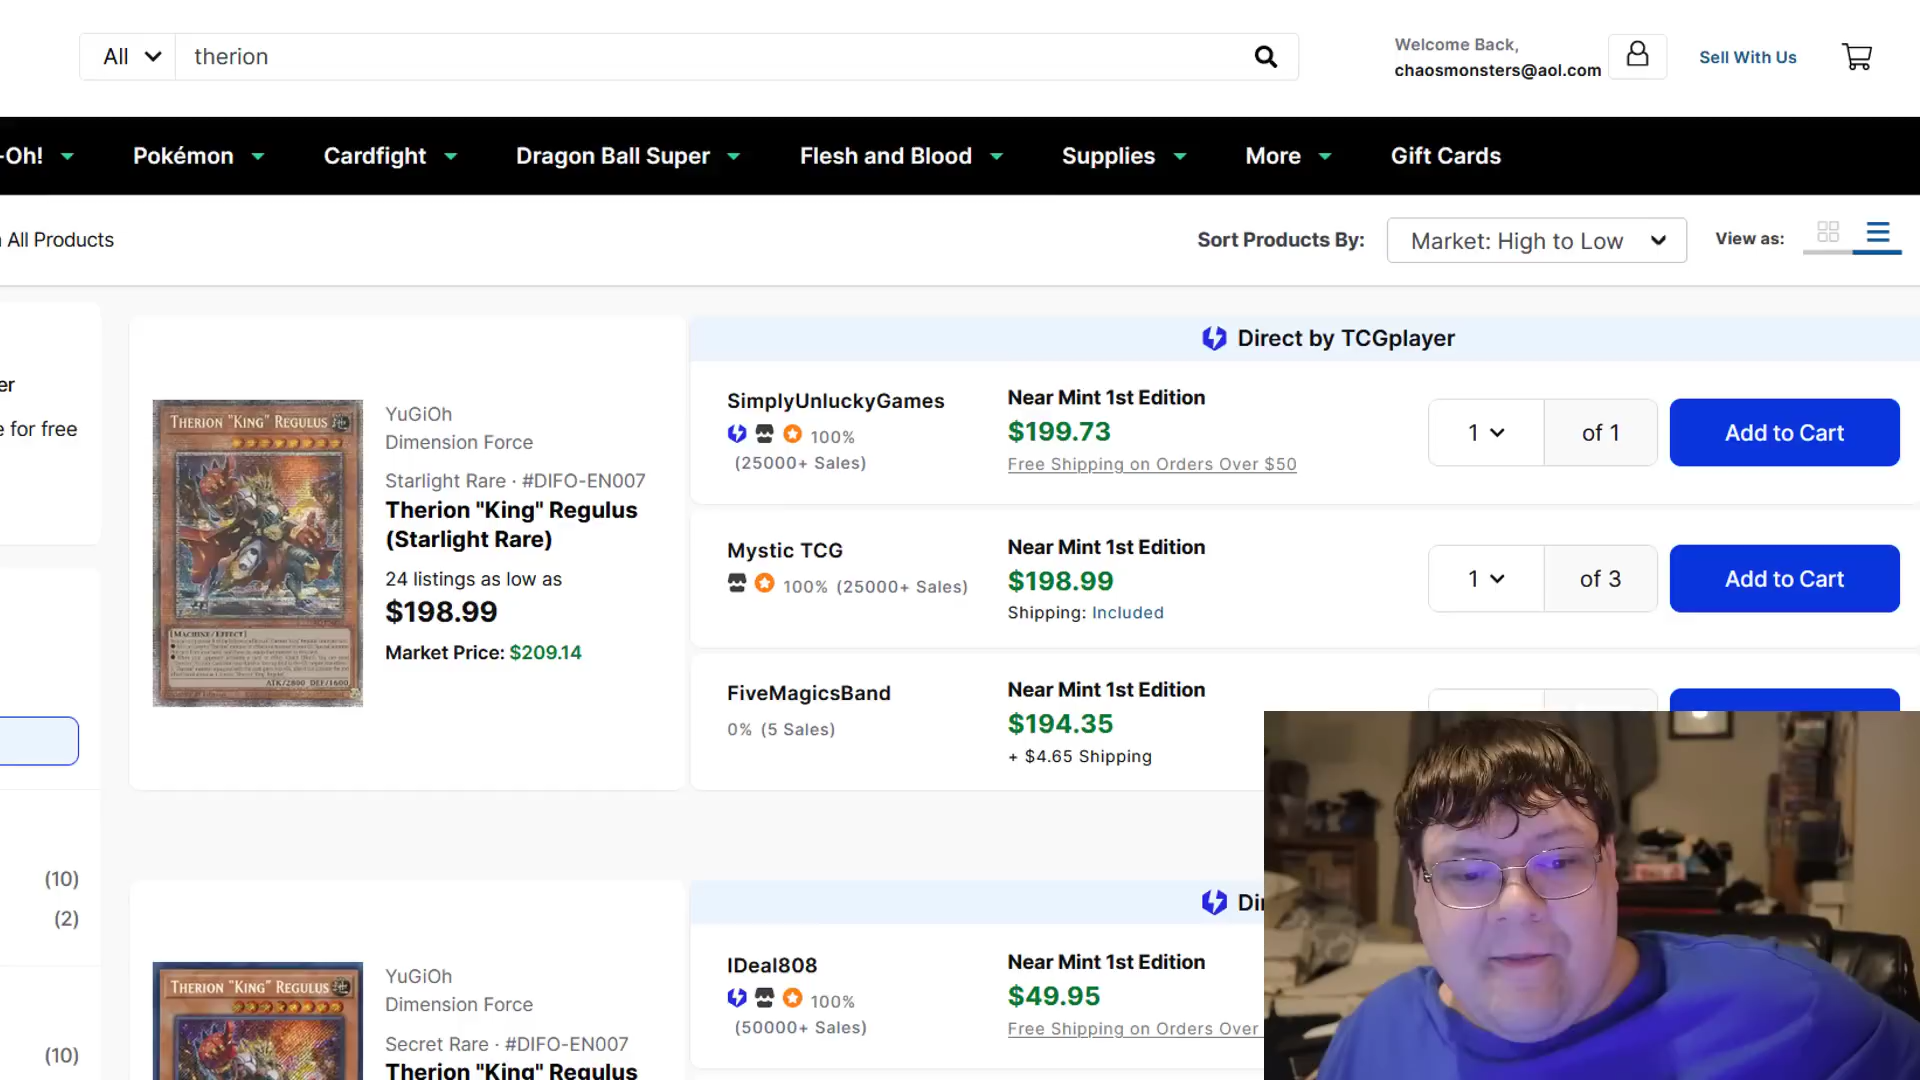 All
therion
Welcome Back,
chaosmonsters@aol.com
Sell With Us
-Oh!
Pokémon
Cardfight
Dragon Ball Super
Flesh and Blood
Supplies
More
Gift Cards
All Products
Sort Products By:
Market: High to Low
View as:
er
e for free
(10)
(2)
(10)
THERION "KING" REGULUS
[MACHINE/EFFECT]
ATK/2800 DEF/1600
YuGiOh
Dimension Force
Starlight Rare · #DIFO-EN007
Therion "King" Regulus
(Starlight Rare)
24 listings as low as
$198.99
Market Price: $209.14
Direct by TCGplayer
SimplyUnluckyGames
100%
(25000+ Sales)
Near Mint 1st Edition
$199.73
Free Shipping on Orders Over $50
1
of 1
Add to Cart
Mystic TCG
100% (25000+ Sales)
Near Mint 1st Edition
$198.99
Shipping: Included
1
of 3
Add to Cart
FiveMagicsBand
0% (5 Sales)
Near Mint 1st Edition
$194.35
+ $4.65 Shipping
THERION "KING" REGULUS
YuGiOh
Dimension Force
Secret Rare · #DIFO-EN007
Therion "King" Regulus
Di
IDeal808
100%
(50000+ Sales)
Near Mint 1st Edition
$49.95
Free Shipping on Orders Over